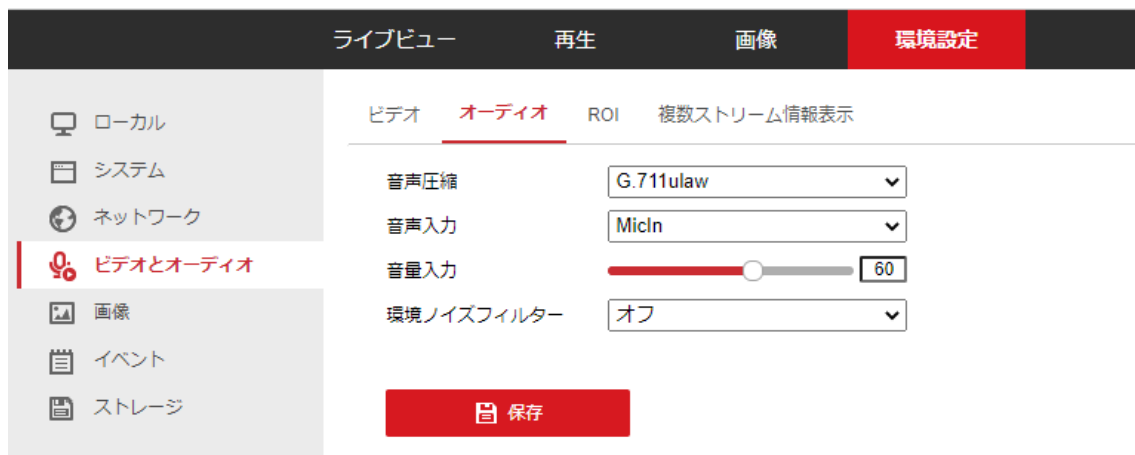 ライブビュー 再生 画像 環境設定
ローカル
システム
ネットワーク
ビデオとオーディオ
画像
イベント
ストレージ
ビデオ オーディオ ROI 複数ストリーム情報表示
音声圧縮 G.711ulaw
音声入力 MicIn
音量入力 60
環境ノイズフィルター オフ
保存